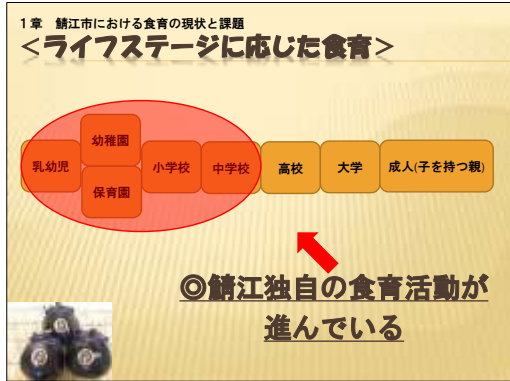 1章 鯖江市における食育の現状と課題
<ライフステージに応じた食育>
乳幼児
幼稚園
保育園
小学校
中学校
高校
大学
成人(子を持つ親)
◎鯖江独自の食育活動が
進んでいる